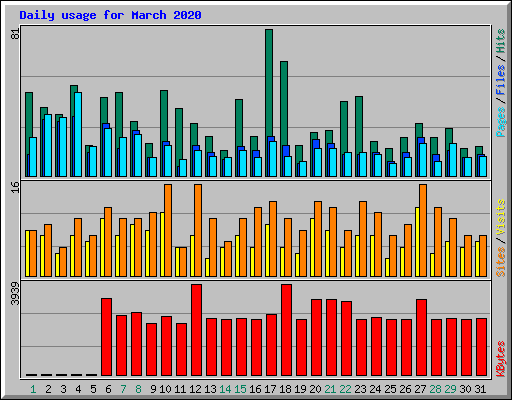 Daily usage for March 2020
81
Pages / Files / Hits
16
Sites / Visits
3939
KBytes
1 2 3 4 5 6 7 8 9 10 11 12 13 14 15 16 17 18 19 20 21 22 23 24 25 26 27 28 29 30 31